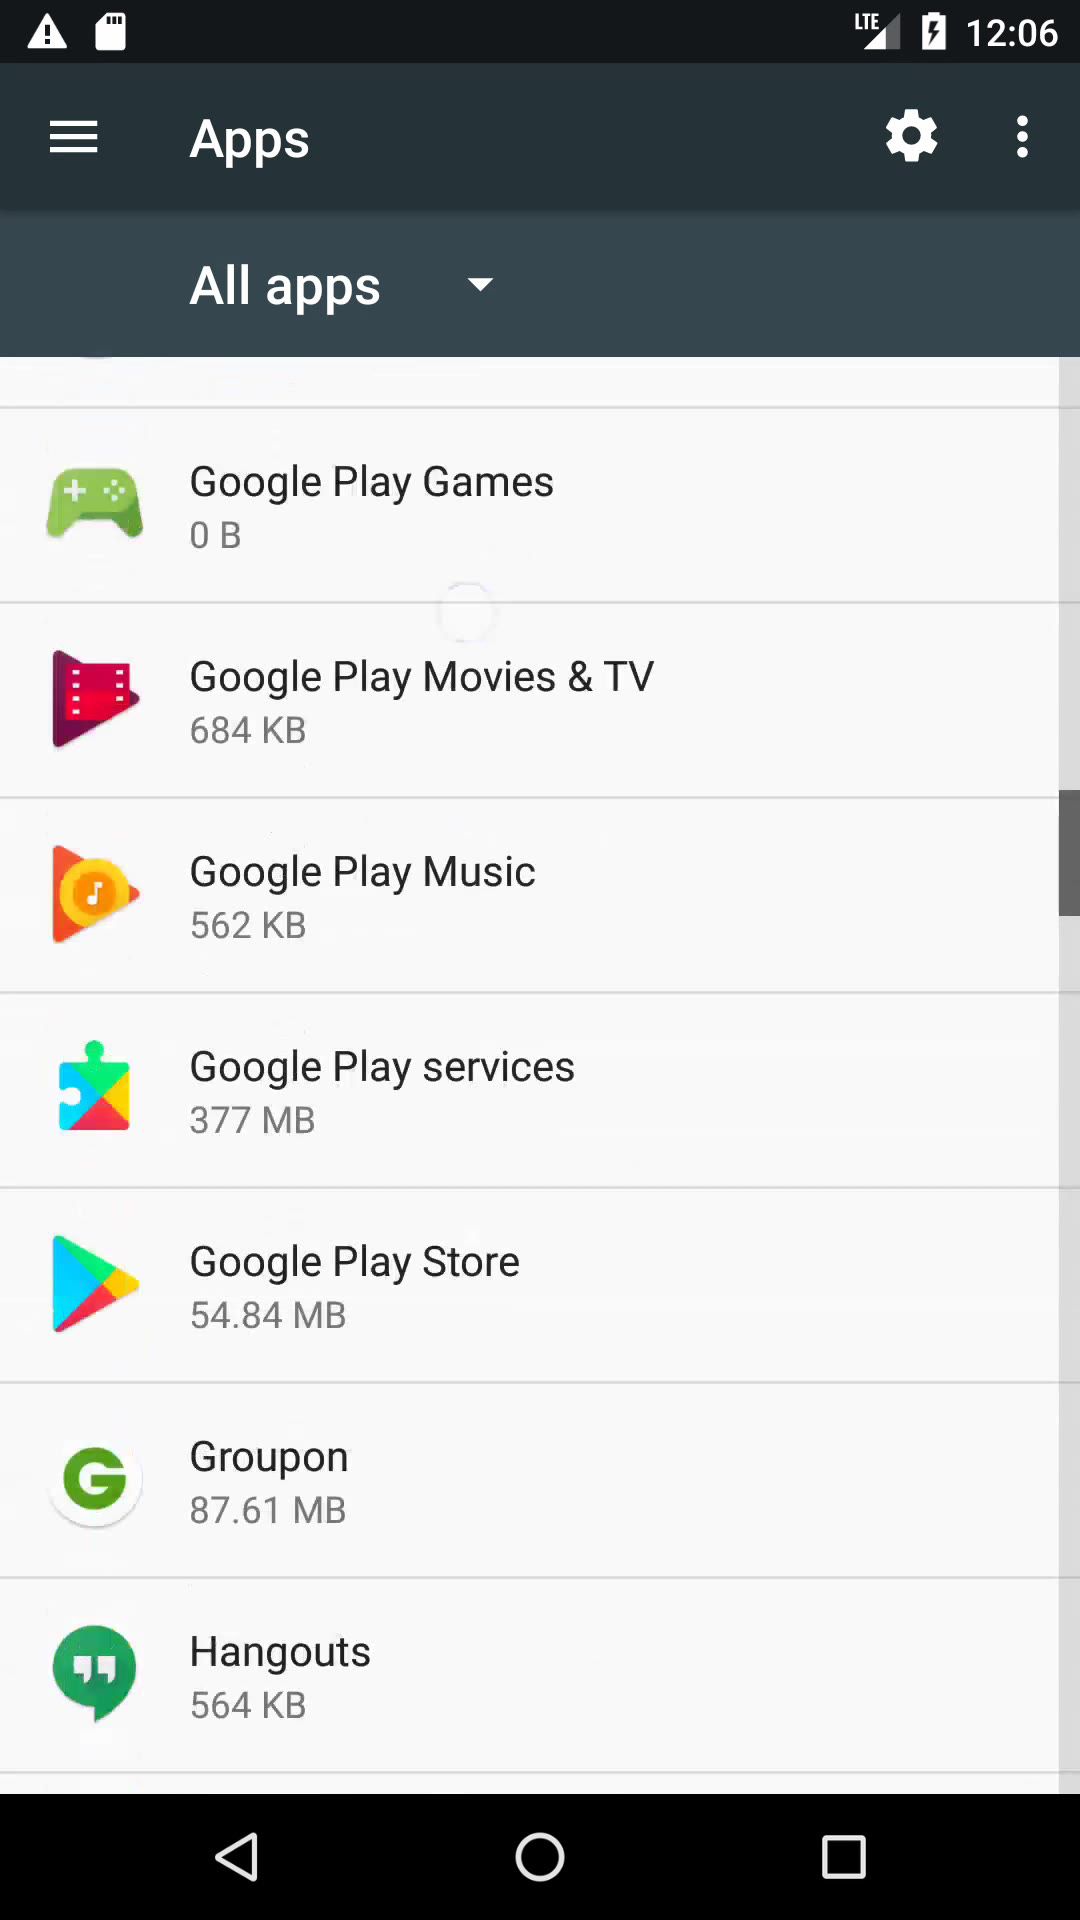 LTE 12:06
Apps
All apps
Google Play Games
0 B
Google Play Movies & TV
684 KB
Google Play Music
562 KB
Google Play services
377 MB
Google Play Store
54.84 MB
Groupon
87.61 MB
Hangouts
564 KB